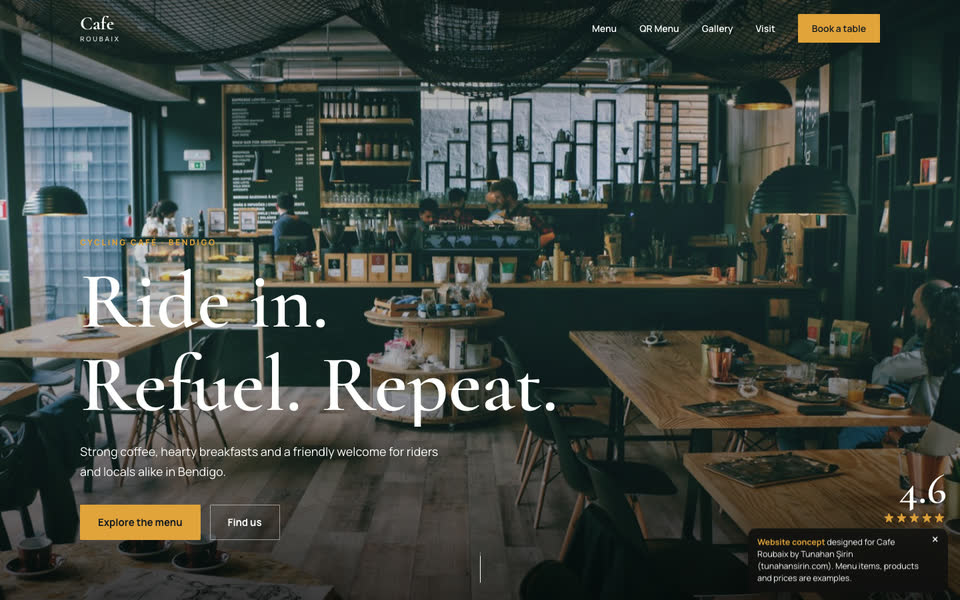 Cafe
ROUBAIX
Menu
QR Menu
Gallery
Visit
Book a table
CYCLING CAFE · BENDIGO
Ride in.
Refuel. Repeat.
Strong coffee, hearty breakfasts and a friendly welcome for riders
and locals alike in Bendigo.
Explore the menu
Find us
4.6
Website concept designed for Cafe
Roubaix by Tunahan Şirin
(tunahansirin.com). Menu items, products
and prices are examples.